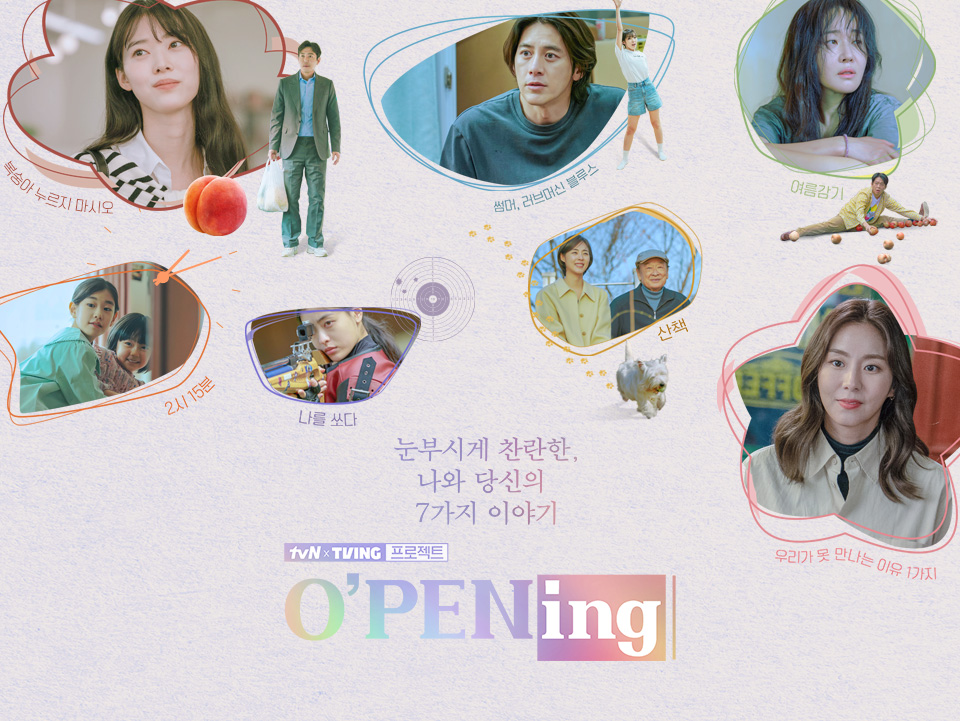 복숭아 누르지 마시오
썸머, 러브머신 블루스
여름감기
2시 15분
나를 쏘다
산책
우리가 못 만나는 이유 1가지
눈부시게 찬란한,
나와 당신의
7가지 이야기
tvN x TVING 프로젝트
O'PENing